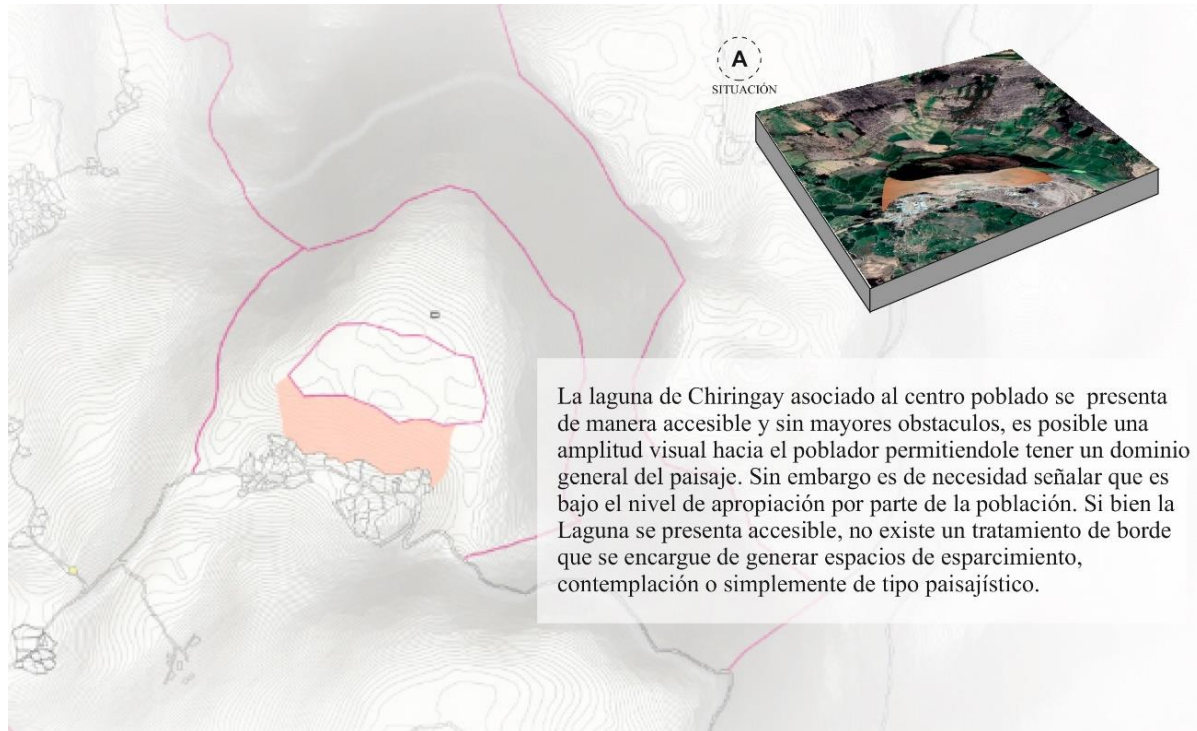 A
SITUACIÓN
La laguna de Chiringay asociado al centro poblado se presenta
de manera accesible y sin mayores obstaculos, es posible una
amplitud visual hacia el poblador permitiendole tener un dominio
general del paisaje. Sin embargo es de necesidad señalar que es
bajo el nivel de apropiación por parte de la población. Si bien la
Laguna se presenta accesible, no existe un tratamiento de borde
que se encargue de generar espacios de esparcimiento,
contemplación o simplemente de tipo paisajístico.